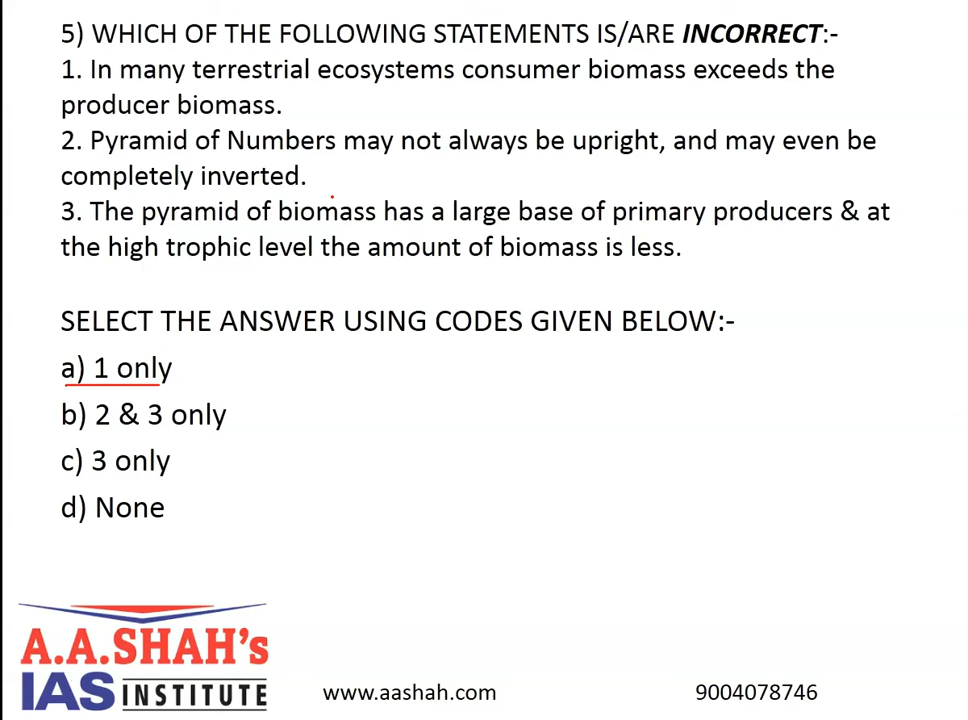 5) WHICH OF THE FOLLOWING STATEMENTS IS/ARE INCORRECT:-
1. In many terrestrial ecosystems consumer biomass exceeds the
producer biomass.
2. Pyramid of Numbers may not always be upright, and may even be
completely inverted.
3. The pyramid of biomass has a large base of primary producers & at
the high trophic level the amount of biomass is less.
SELECT THE ANSWER USING CODES GIVEN BELOW:-
a) 1 only
b) 2 & 3 only
c) 3 only
d) None
A.A.SHAH's
IAS INSTITUTE
www.aashah.com
9004078746